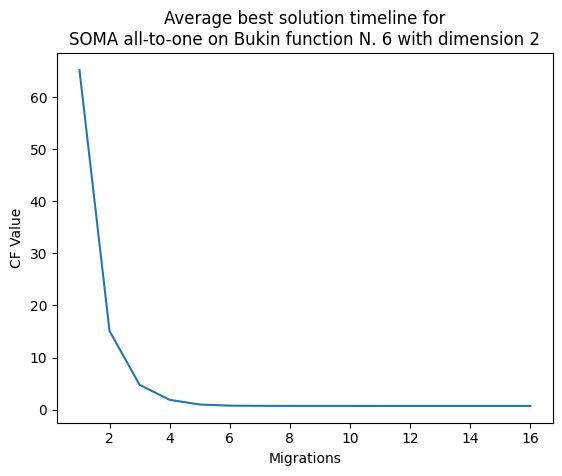 Average best solution timeline for
SOMA all-to-one on Bukin function N. 6 with dimension 2
60
50
40
30
20
10
0
CF Value
2 4 6 8 10 12 14 16
Migrations